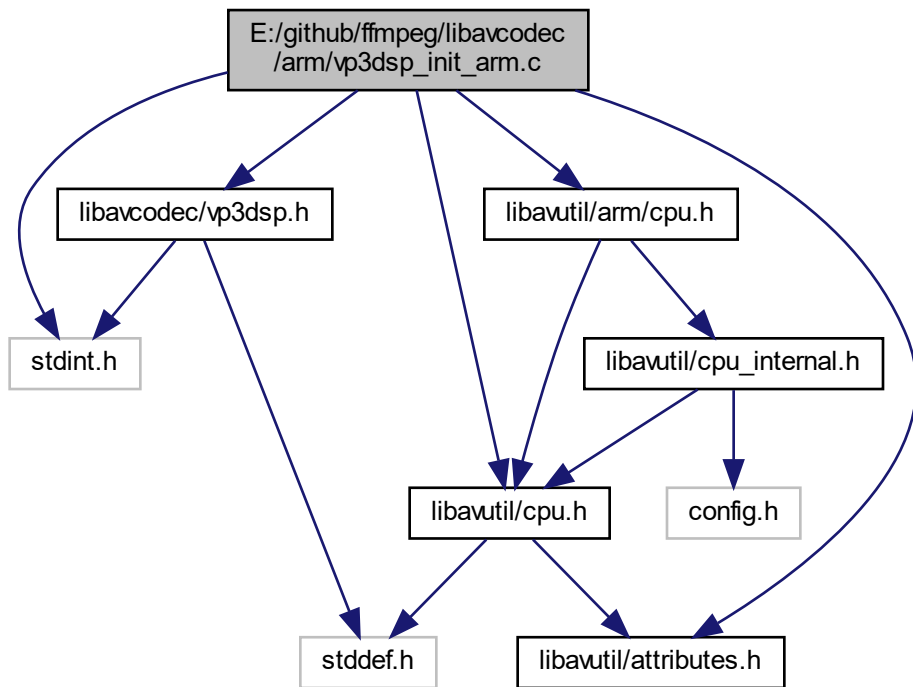 E:/github/ffmpeg/libavcodec
/arm/vp3dsp_init_arm.c
libavcodec/vp3dsp.h
libavutil/arm/cpu.h
stdint.h
libavutil/cpu_internal.h
libavutil/cpu.h
config.h
stddef.h
libavutil/attributes.h